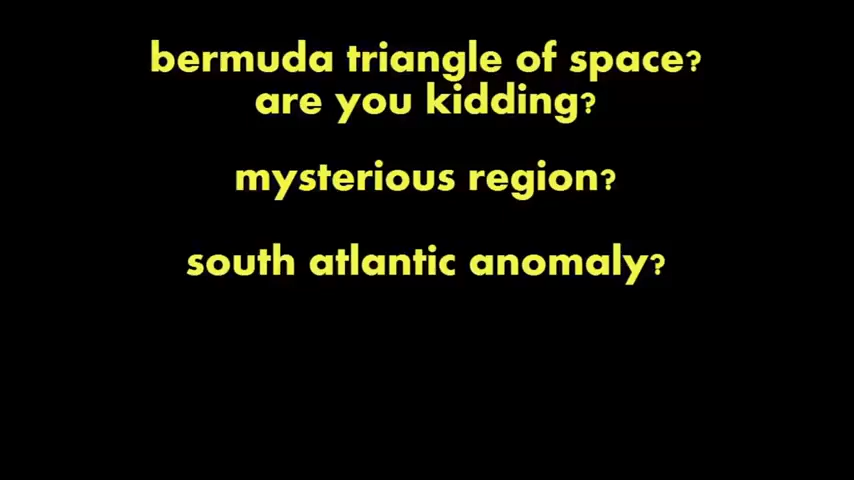 bermuda triangle of space?
are you kidding?
mysterious region?
south atlantic anomaly?